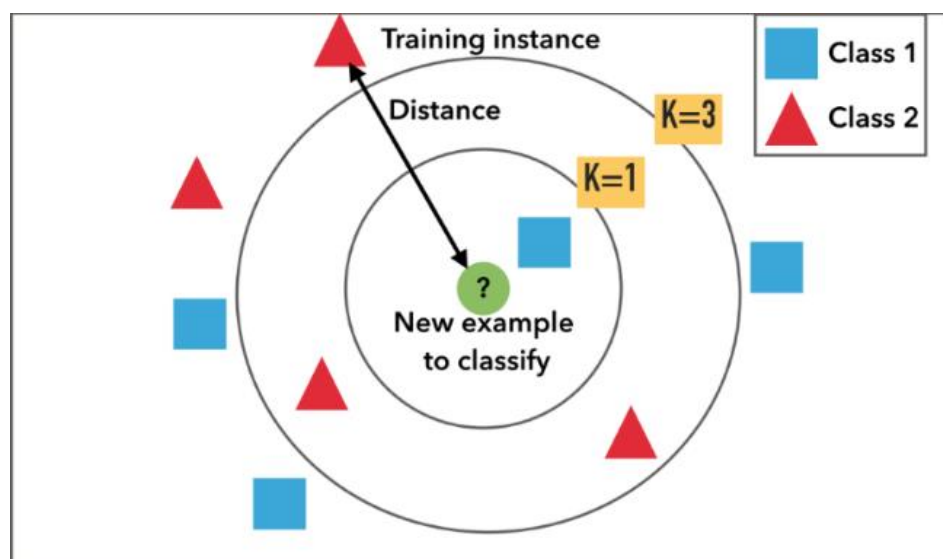 Training instance
Distance
K=3
K=1
Class 1
Class 2
?
New example
to classify